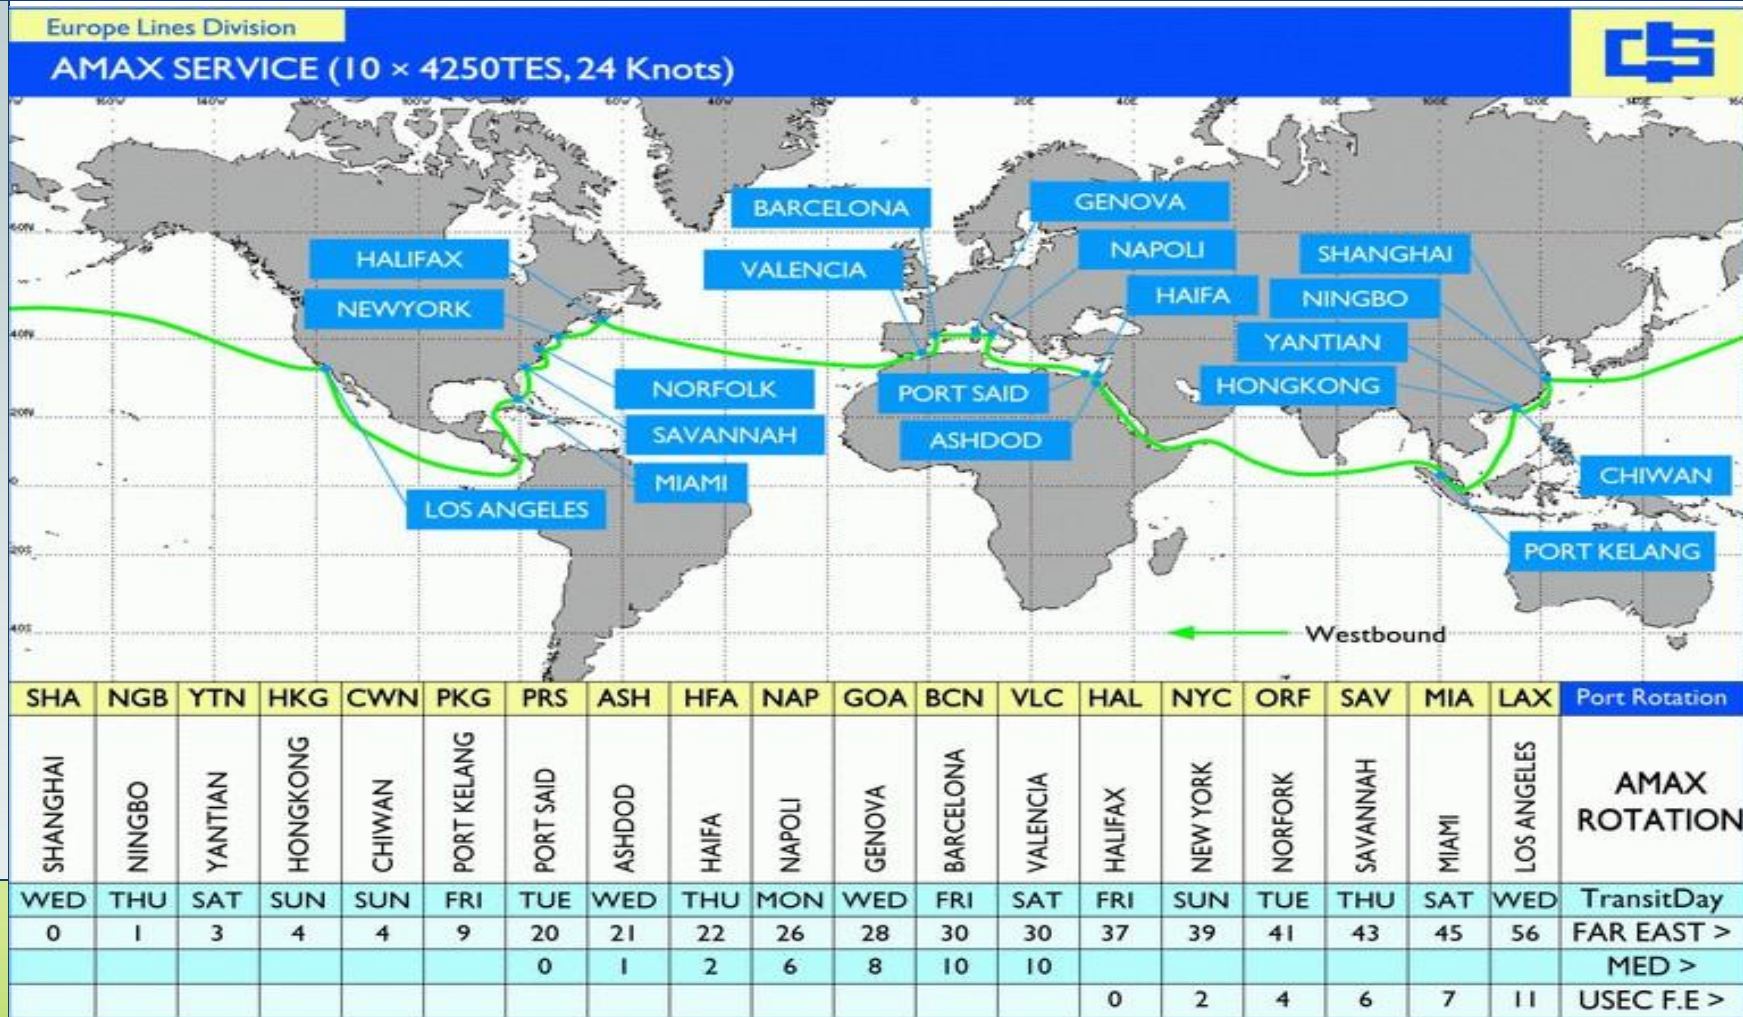 Europe Lines Division
AMAX SERVICE (10 × 4250TES, 24 Knots)
BARCELONA
GENOVA
HALIFAX
VALENCIA
NAPOLI
SHANGHAI
NEWYORK
HAIFA
NINGBO
YANTIAN
NORFOLK
PORT SAID
HONGKONG
SAVANNAH
ASHDOD
MIAMI
CHIWAN
LOS ANGELES
PORT KELANG
60N
40N
20N
0
20S
40S
Westbound
SHA NGB YTN HKG CWN PKG PRS ASH HFA NAP GOA BCN VLC HAL NYC ORF SAV MIA LAX Port Rotation
SHANGHAI NINGBO YANTIAN HONGKONG CHIWAN PORT KELANG PORT SAID ASHDOD HAIFA NAPOLI GENOVA BARCELONA VALENCIA HALIFAX NEW YORK NORFORK SAVANNAH MIAMI LOS ANGELES AMAX ROTATION
WED THU SAT SUN SUN FRI TUE WED THU MON WED FRI SAT FRI SUN TUE THU SAT WED TransitDay
0 1 3 4 4 9 20 21 22 26 28 30 30 37 39 41 43 45 56 FAR EAST >
0 1 2 6 8 10 10 MED >
0 2 4 6 7 11 USEC F.E >